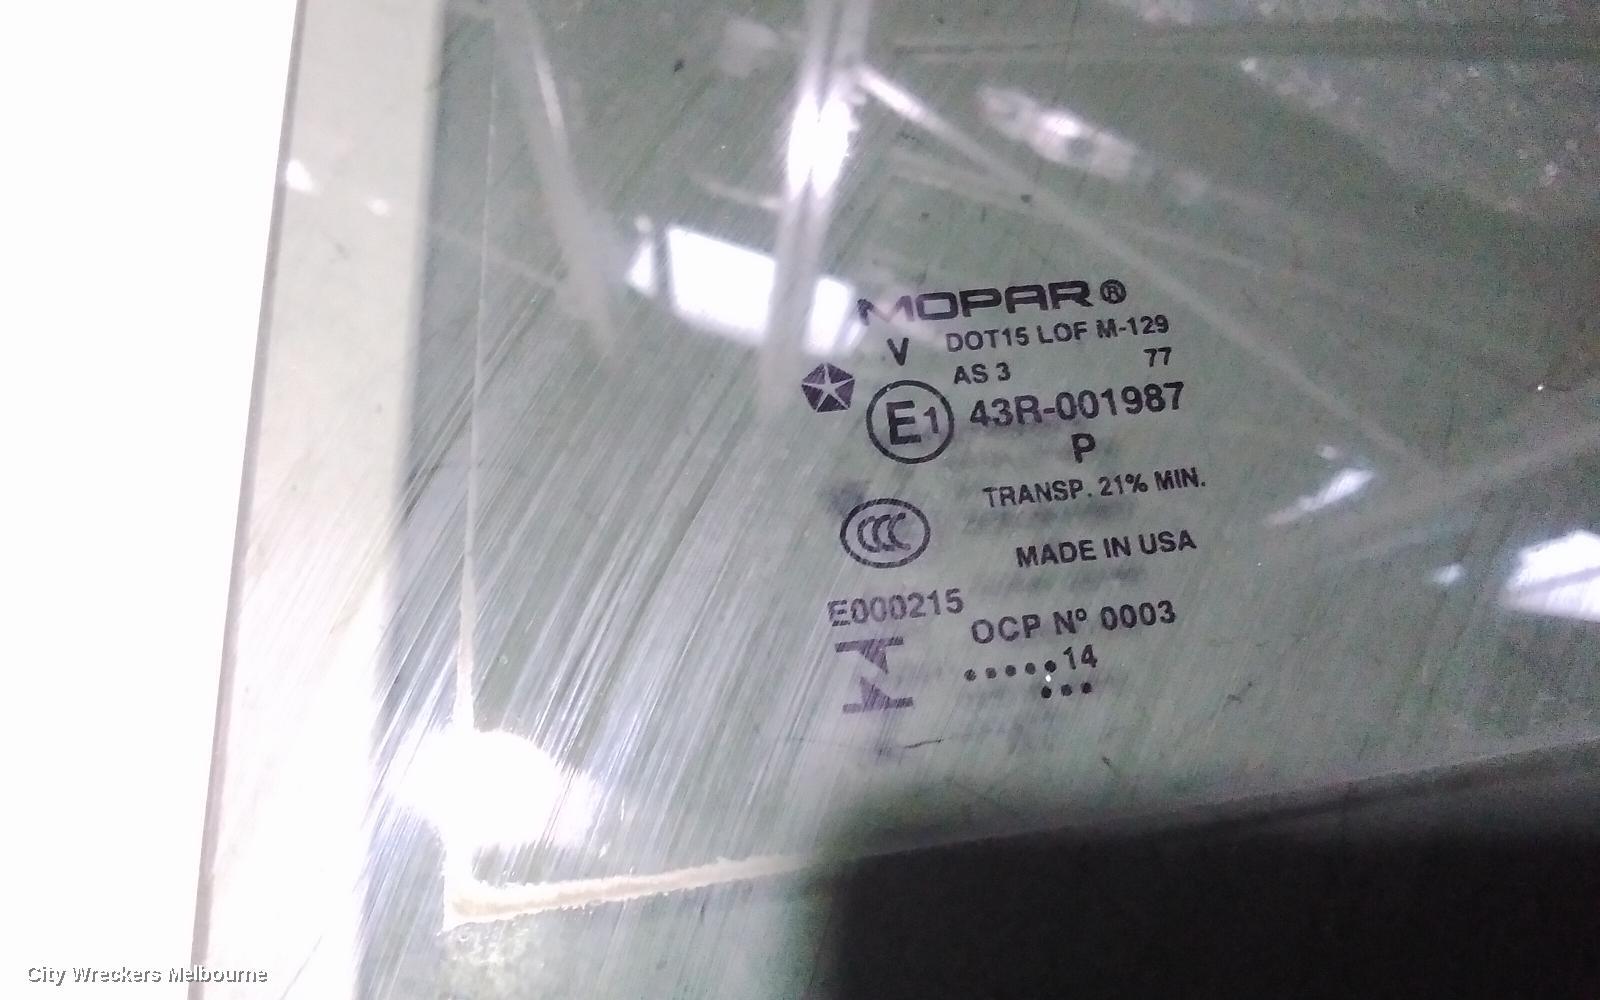 MOPAR®
V DOT15 LOF M-129
AS 3 77
E1 43R-001987
P
TRANSP. 21% MIN.
CCC
MADE IN USA
E000215
OCP Nº 0003
.....14
...
City Wreckers Melbourne